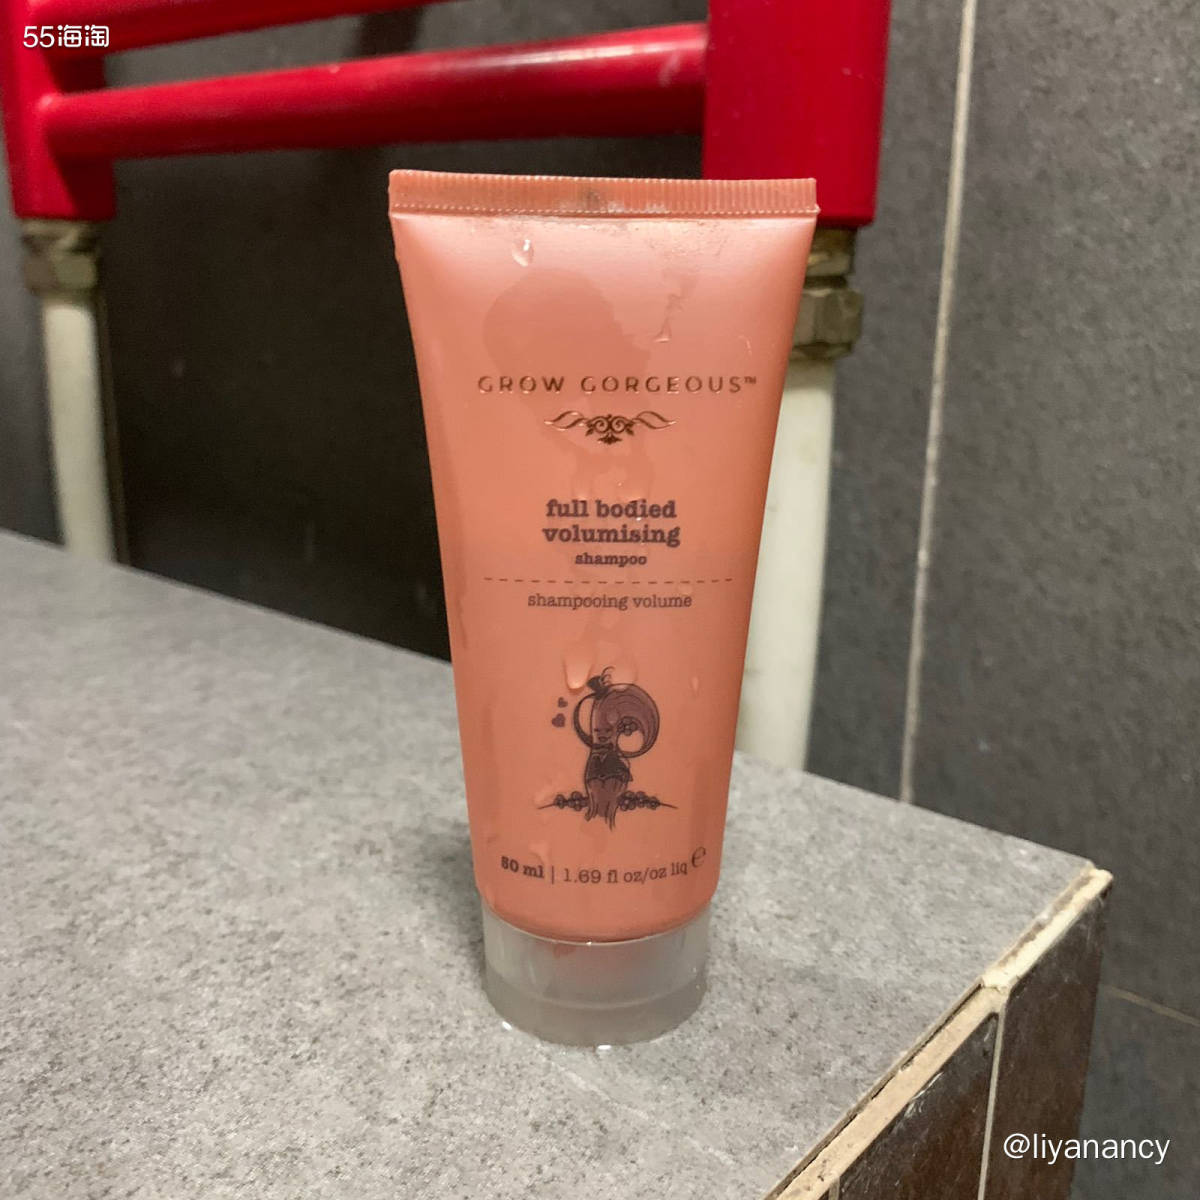 55海淘
GROW GORGEOUS™
full bodied
volumising
shampoo
shampooing volume
50 ml | 1.69 fl oz/oz liq ℮
@liyanancy